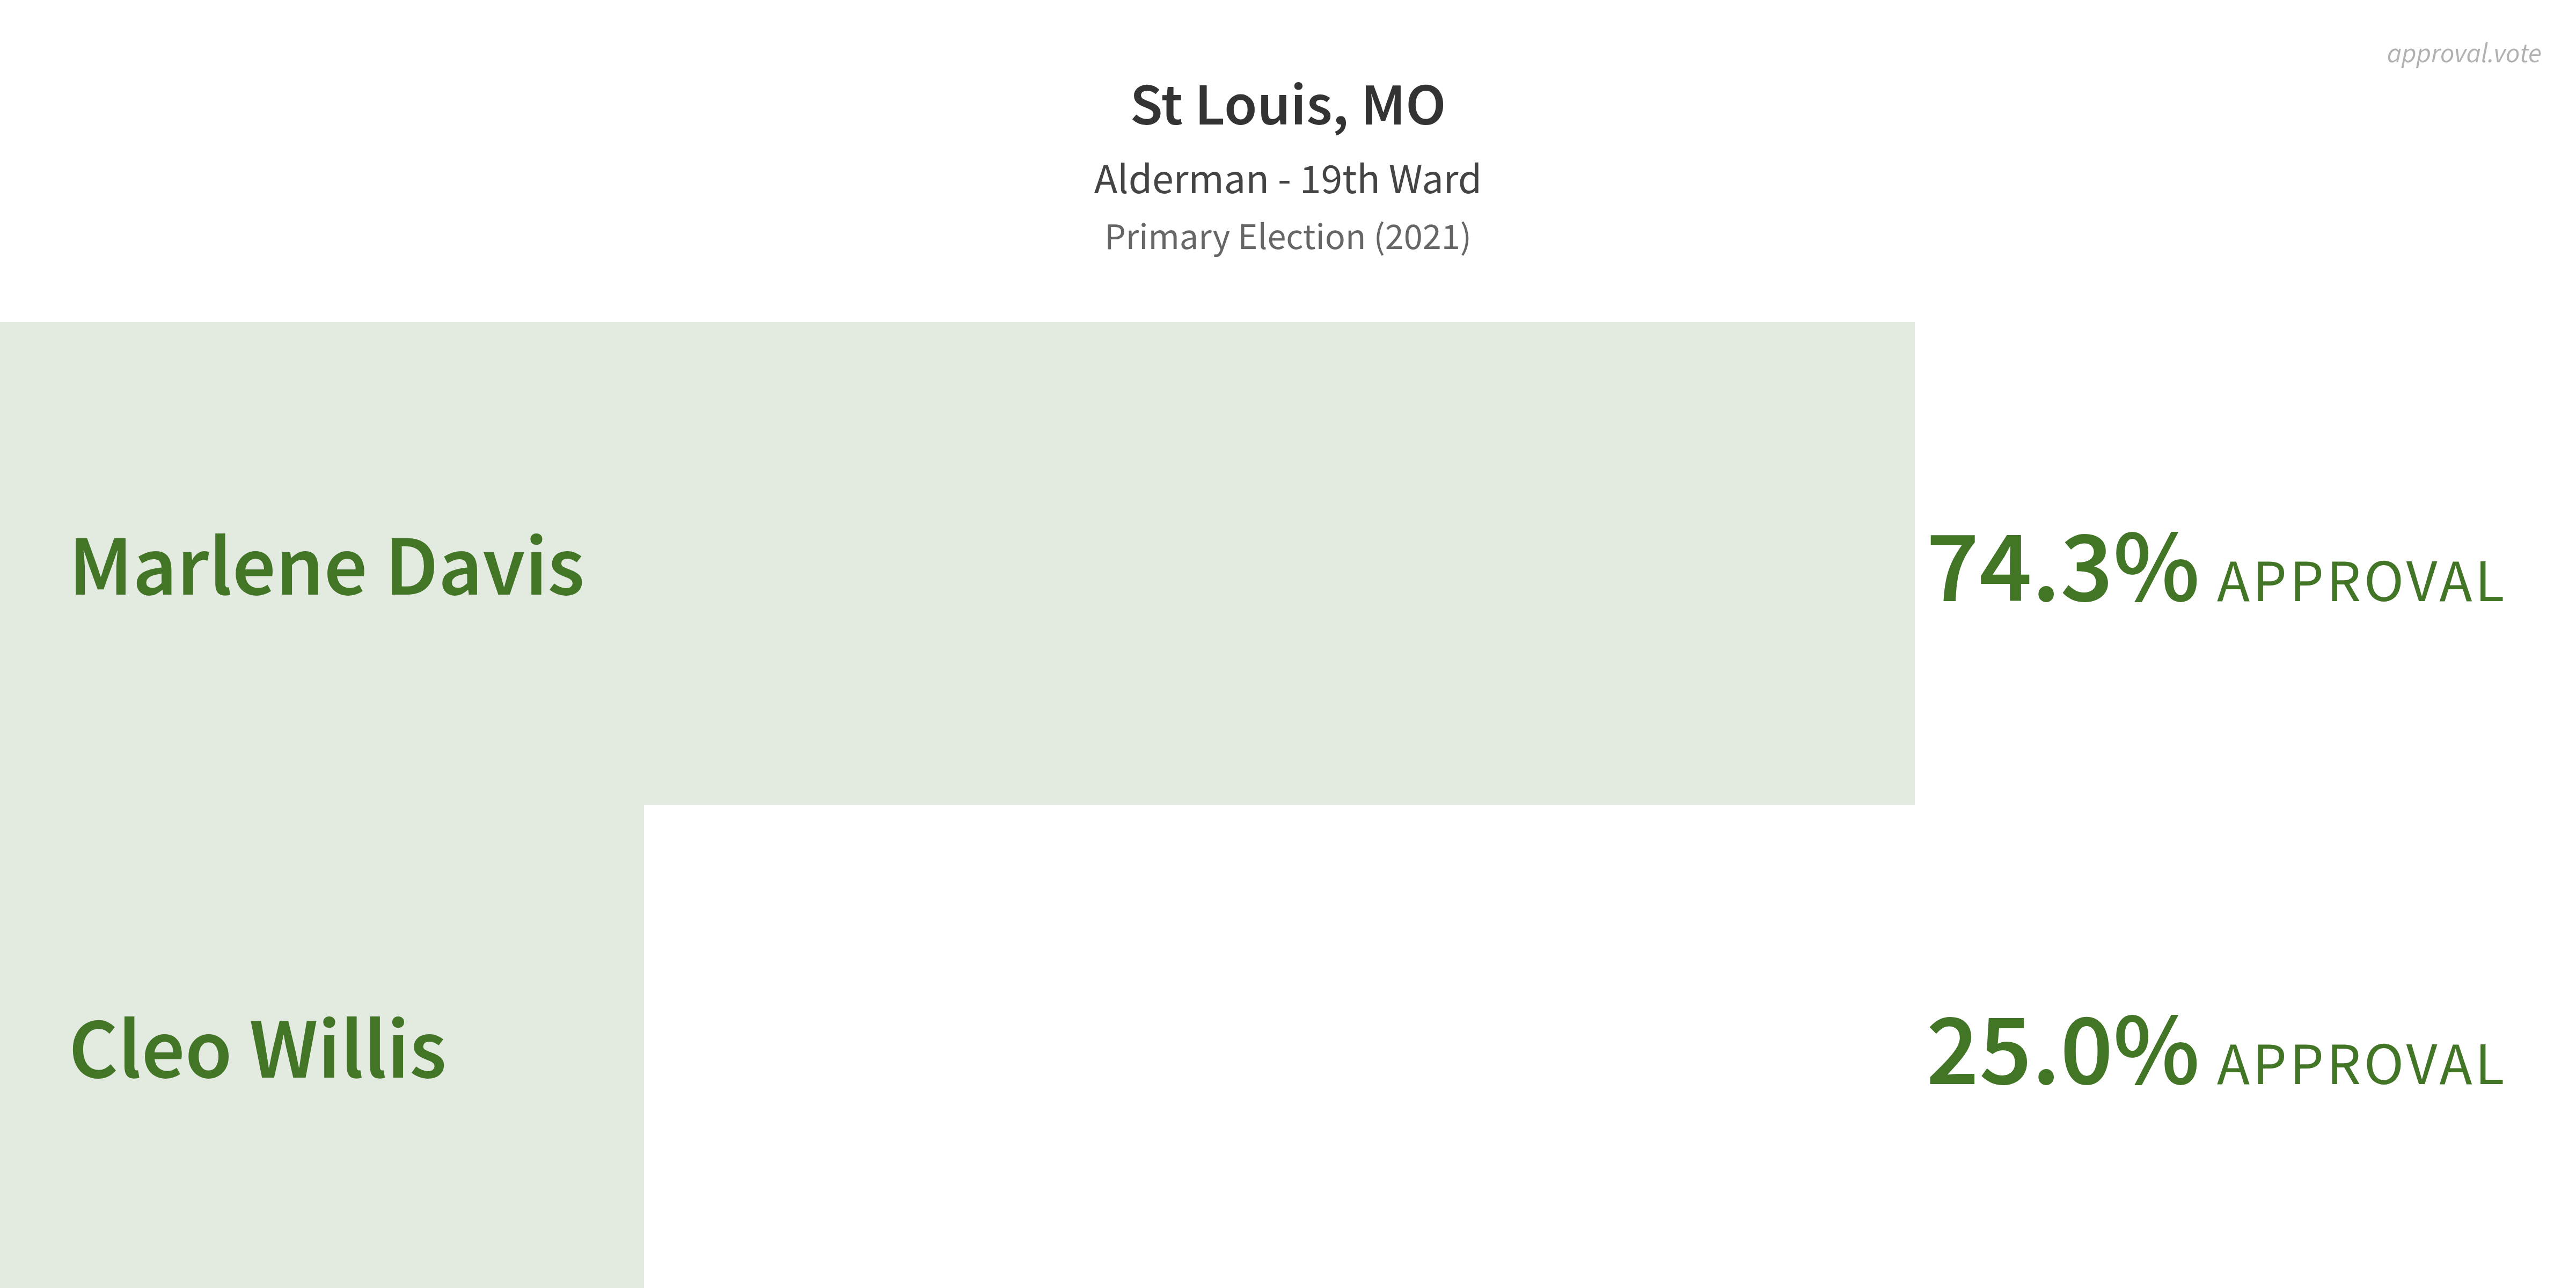 approval.vote
St Louis, MO
Alderman - 19th Ward
Primary Election (2021)
Marlene Davis 74.3% APPROVAL
Cleo Willis 25.0% APPROVAL